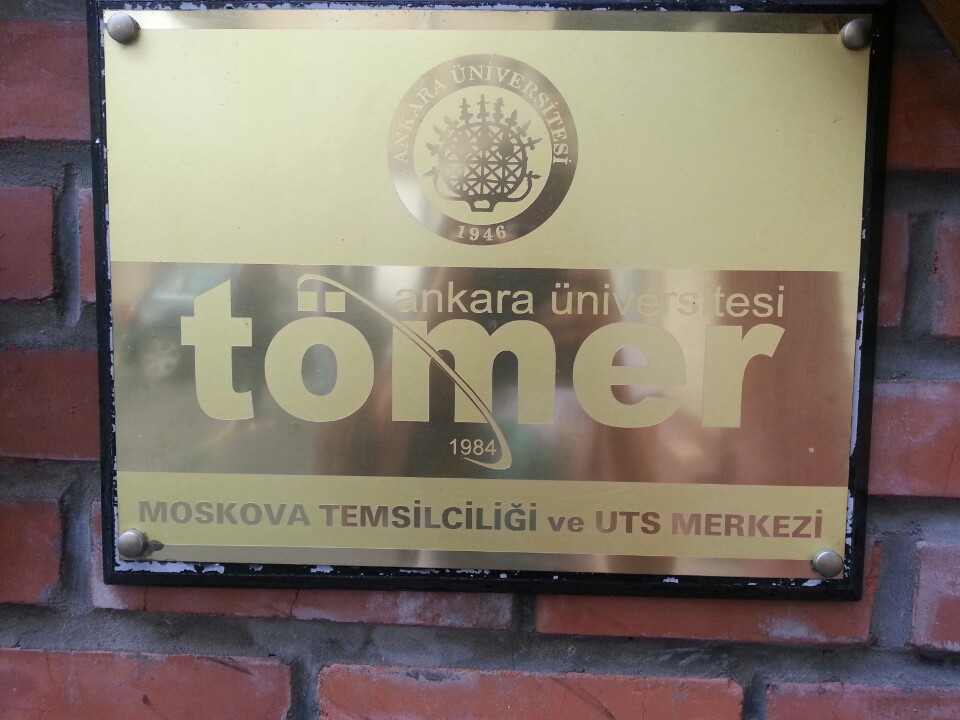 ANKARA ÜNİVERSİTESİ
1946
ankara üniversitesi
tömer
1984
MOSKOVA TEMSİLCİLİĞİ ve UTS MERKEZİ